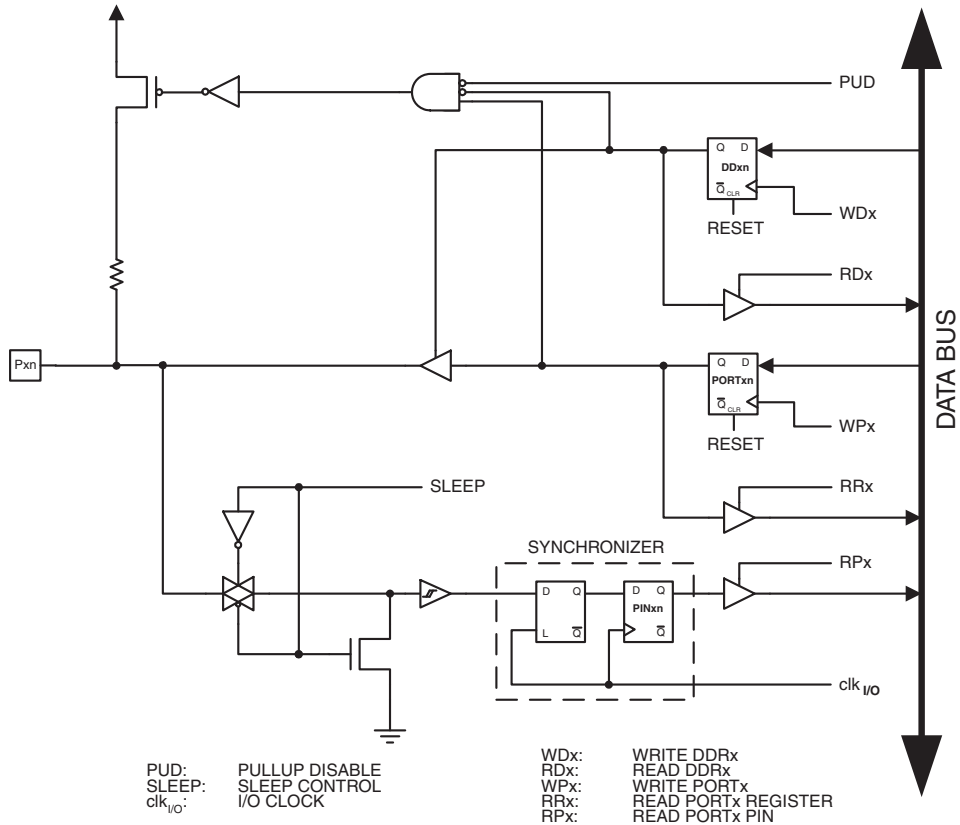 PUD
Q D
DDxn
Q CLR
WDx
RESET
RDx
Pxn
Q D
PORTxn
Q CLR
WPx
RESET
DATA BUS
SLEEP
RRx
SYNCHRONIZER
RPx
D Q
L Q
D Q
PINxn
Q
clk I/O
PUD: PULLUP DISABLE
SLEEP: SLEEP CONTROL
clk I/O: I/O CLOCK
WDx: WRITE DDRx
RDx: READ DDRx
WPx: WRITE PORTx
RRx: READ PORTx REGISTER
RPx: READ PORTx PIN